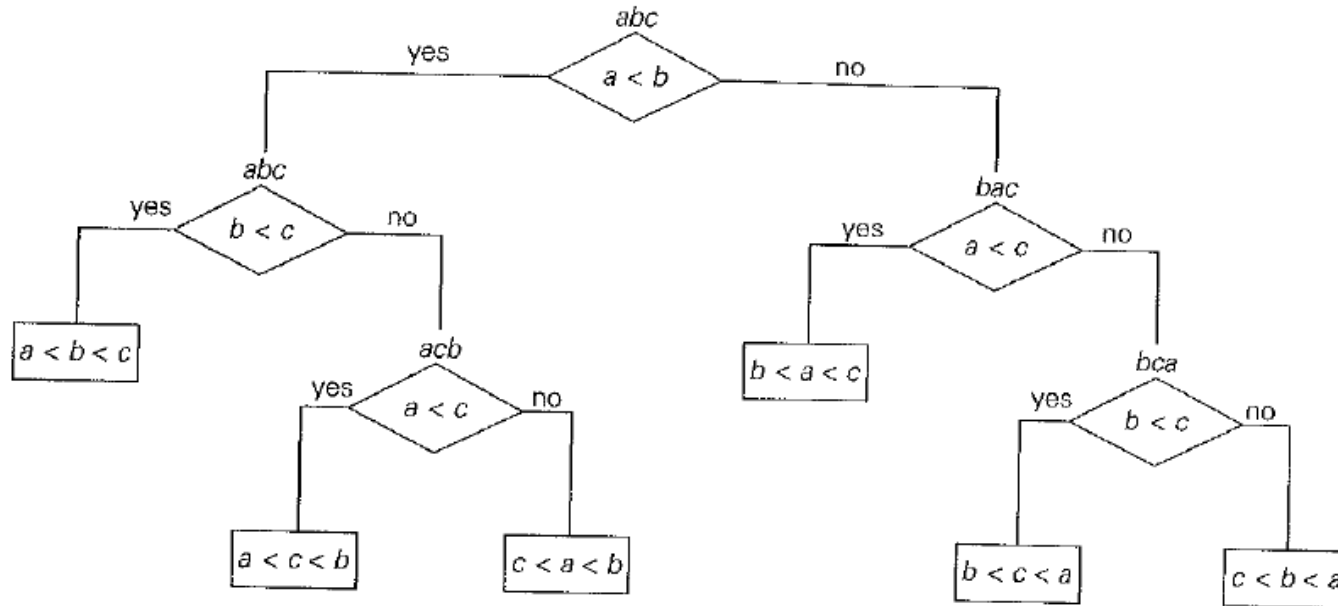 abc
yes
a < b
no
abc
bac
yes
b < c
no
yes
a < c
no
a < b < c
acb
b < a < c
bca
yes
a < c
no
yes
b < c
no
a < c < b
c < a < b
b < c < a
c < b < a